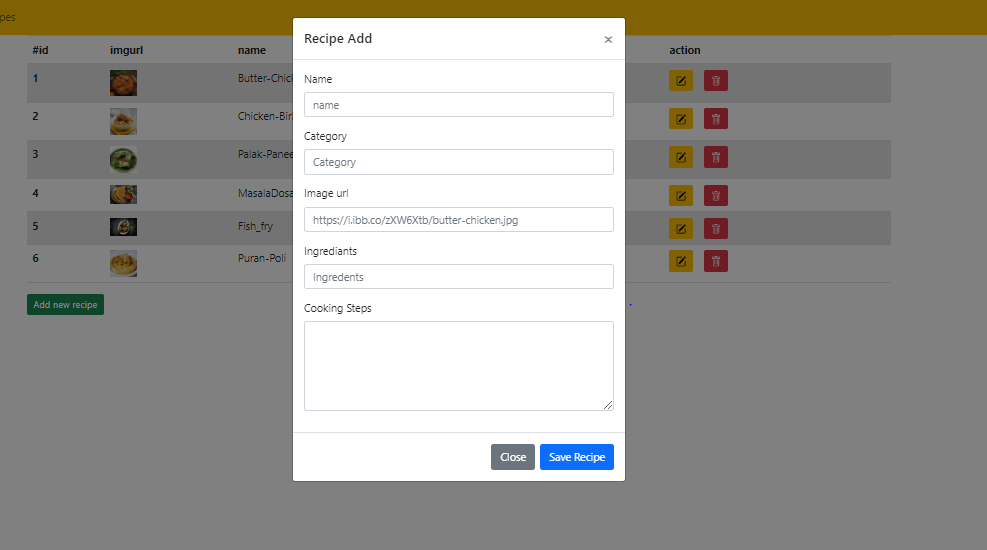 pes
Recipe Add ×
#id imgurl name action
1 Butter-Chic
2 Chicken-Bir
3 Palak-Panee
4 MasalaDosa
5 Fish_fry
6 Puran-Poli
Add new recipe
Name
name
Category
Category
Image url
https://i.ibb.co/zXW6Xtb/butter-chicken.jpg
Ingrediants
Ingredents
Cooking Steps
Close Save Recipe